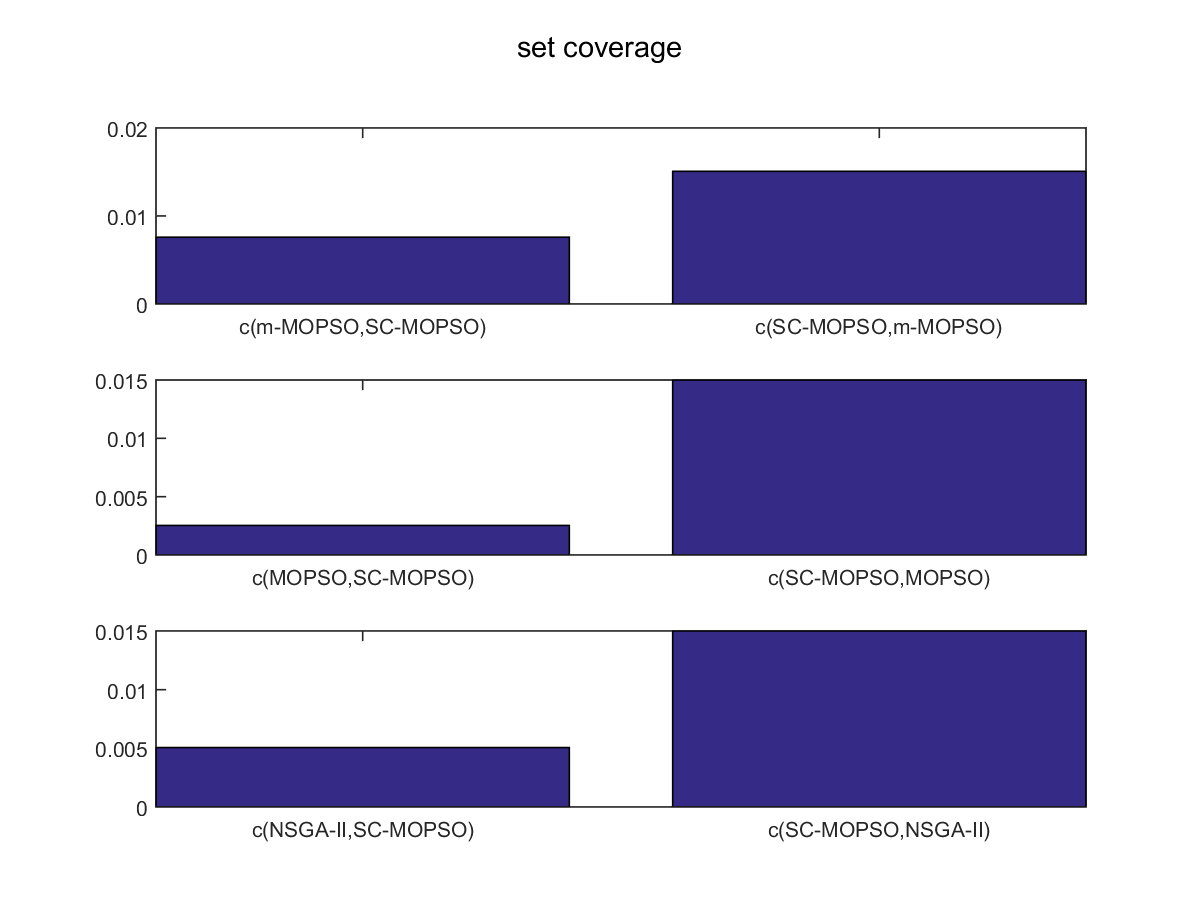 set coverage
0.02
0.01
0
c(m-MOPSO,SC-MOPSO) c(SC-MOPSO,m-MOPSO)
0.015
0.01
0.005
0
c(MOPSO,SC-MOPSO) c(SC-MOPSO,MOPSO)
0.015
0.01
0.005
0
c(NSGA-II,SC-MOPSO) c(SC-MOPSO,NSGA-II)